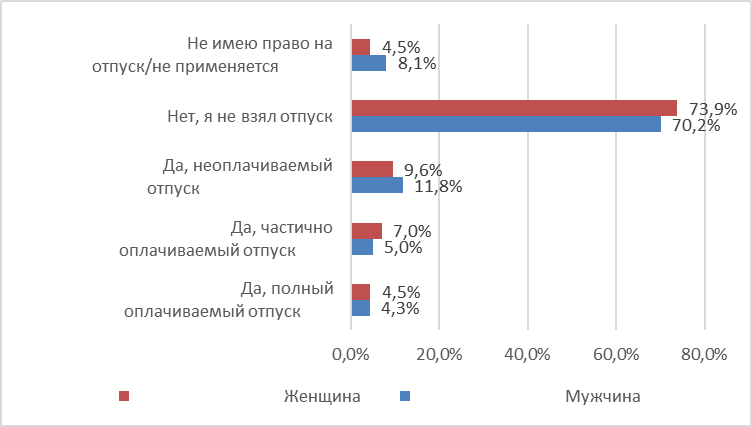 Не имею право на
отпуск/не применяется
4,5%
8,1%
Нет, я не взял отпуск
73,9%
70,2%
Да, неоплачиваемый
отпуск
9,6%
11,8%
Да, частично
оплачиваемый отпуск
7,0%
5,0%
Да, полный
оплачиваемый отпуск
4,5%
4,3%
0,0% 20,0% 40,0% 60,0% 80,0%
Женщина Мужчина